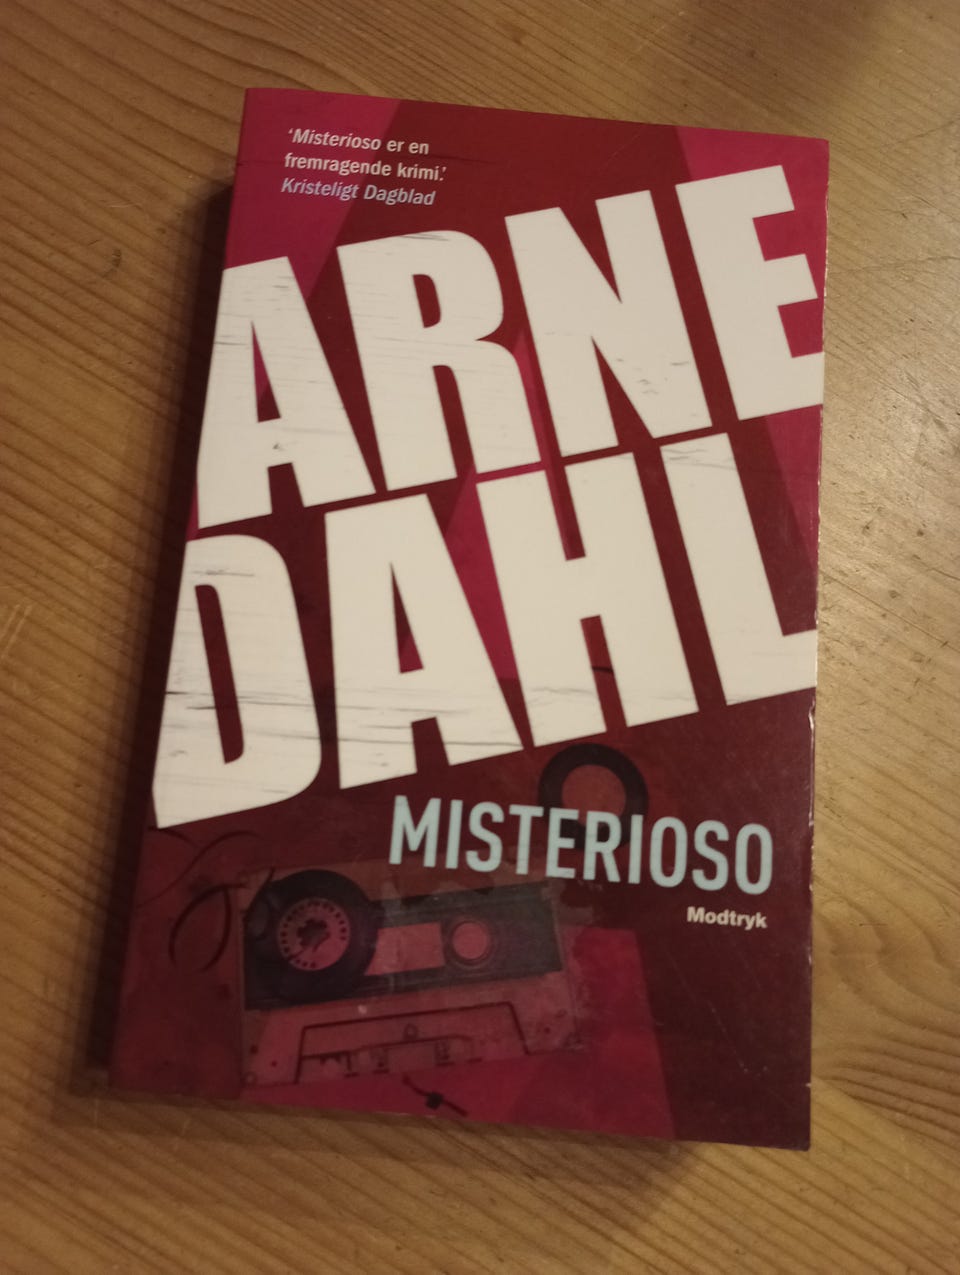 ‘Misterioso er en
fremragende krimi.’
Kristeligt Dagblad
ARNE
DAHL
MISTERIOSO
Modtryk